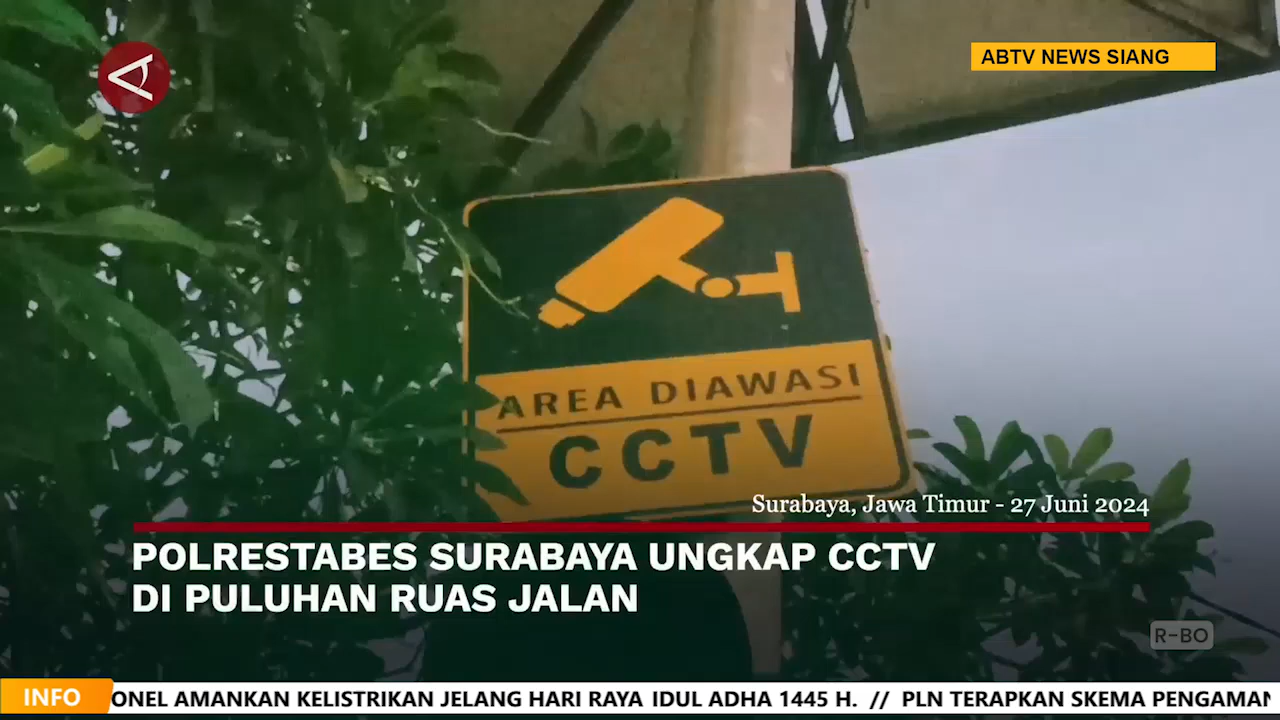 ABTV NEWS SIANG
AREA DIAWASI
CCTV
Surabaya, Jawa Timur - 27 Juni 2024
POLRESTABES SURABAYA UNGKAP CCTV
DI PULUHAN RUAS JALAN
R-BO
INFO
ONEL AMANKAN KELISTRIKAN JELANG HARI RAYA IDUL ADHA 1445 H. // PLN TERAPKAN SKEMA PENGAMAN